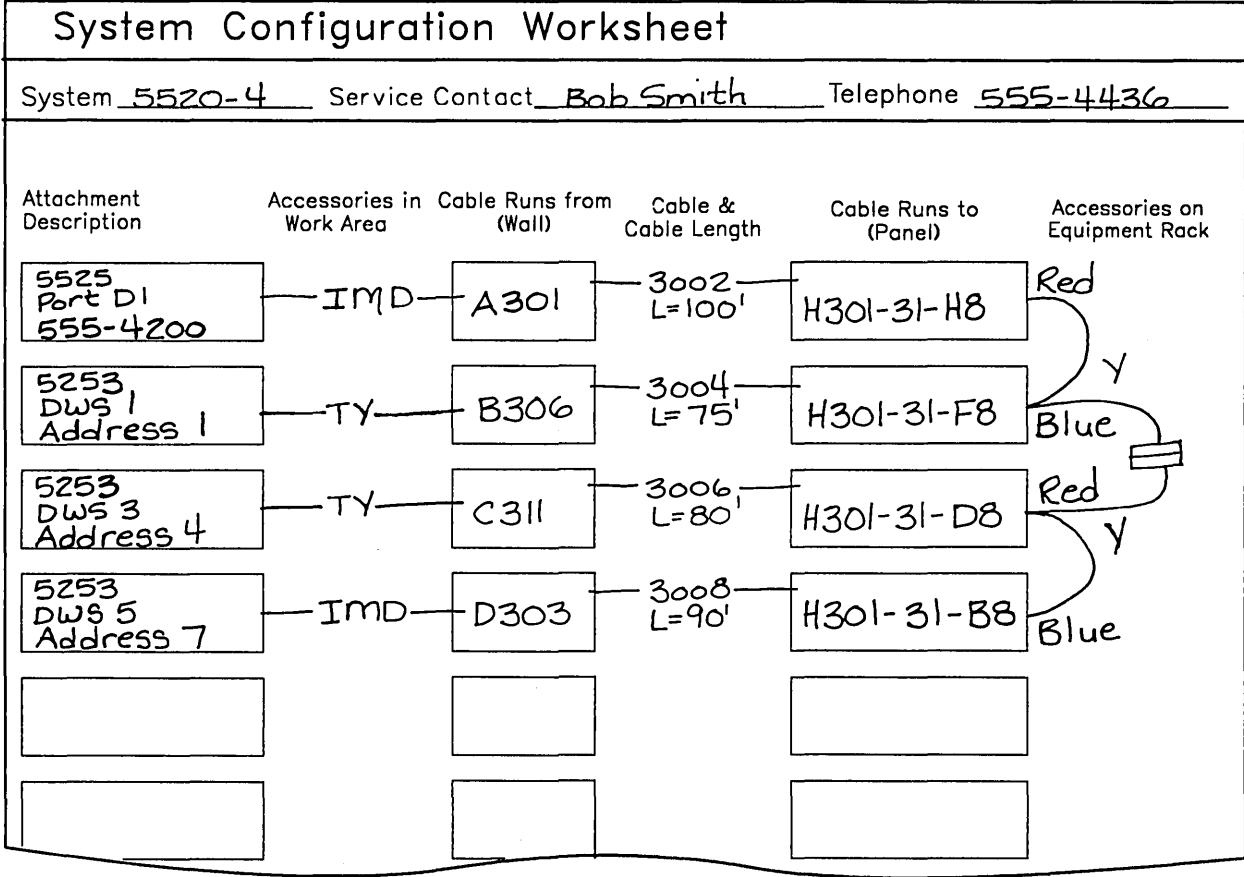 System Configuration Worksheet
System 5520-4 Service Contact Bob Smith Telephone 555-4436
Attachment Description
Accessories in Work Area
Cable Runs from (Wall)
Cable & Cable Length
Cable Runs to (Panel)
Accessories on Equipment Rack
5525
Port D1
555-4200
IMD
A301
3002
L=100'
H301-31-H8
Red
Y
5253
DWS 1
Address 1
TY
B306
3004
L=75'
H301-31-F8
Blue
5253
DWS 3
Address 4
TY
C311
3006
L=80'
H301-31-D8
Red
Y
5253
DWS 5
Address 7
IMD
D303
3008
L=90'
H301-31-B8
Blue